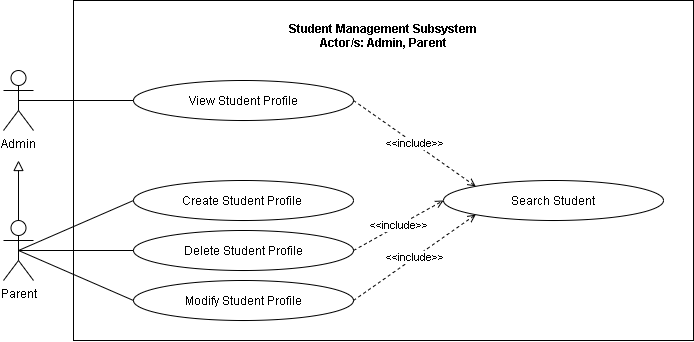 Student Management Subsystem
Actor/s: Admin, Parent
View Student Profile
Admin
<<include>>
Create Student Profile
Search Student
<<include>>
Delete Student Profile
<<include>>
Parent
Modify Student Profile